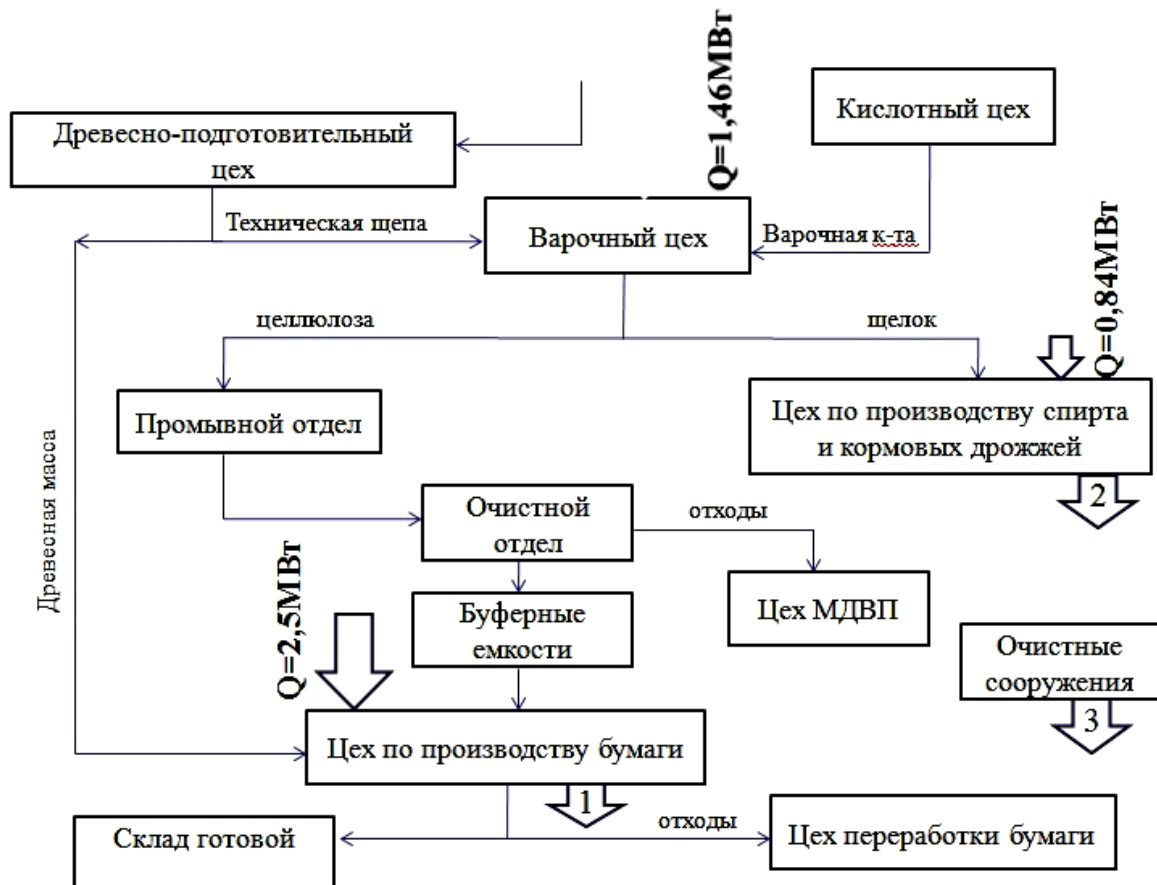 Q=1,46МВт
Кислотный цех
Древесно-подготовительный
цех
Техническая щепа
Варочный цех
Варочная к-та
Q=0,84МВт
целлюлоза
щелок
Промывной отдел
Цех по производству спирта
и кормовых дрожжей
2
Древесная масса
Очистной
отдел
отходы
Q=2,5МВт
Буферные
емкости
Цех МДВП
Очистные
сооружения
3
Цех по производству бумаги
1
Склад готовой
отходы
Цех переработки бумаги